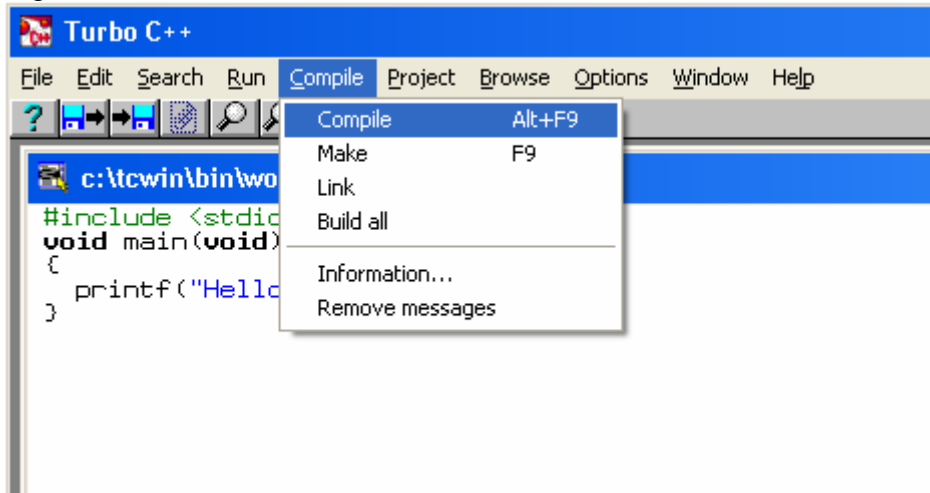 Turbo C++
File Edit Search Run Compile Project Browse Options Window Help
?
Compile Alt+F9
Make F9
Link
Build all
Information...
Remove messages
c:\tcwin\bin\wo
#include <stdic
void main(void)
{
printf("Hello
}